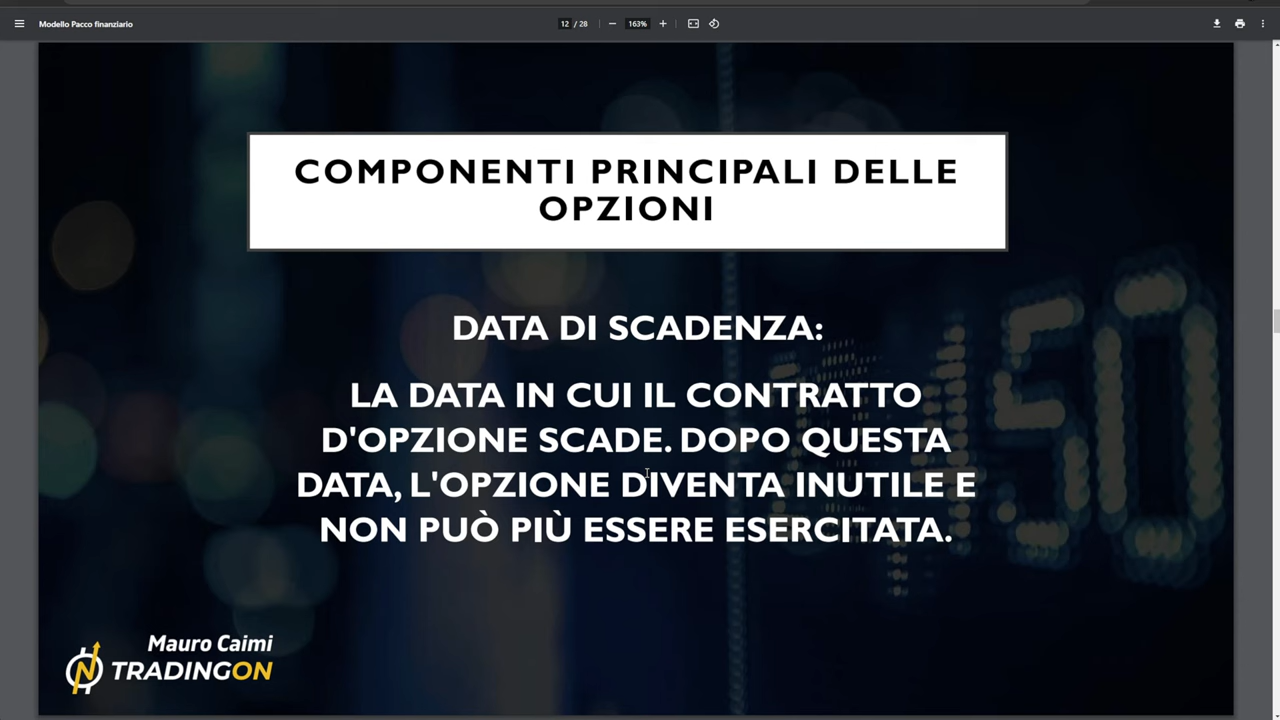 Modello Pacco finanziario
12 / 28
163%
COMPONENTI PRINCIPALI DELLE
OPZIONI
DATA DI SCADENZA:
LA DATA IN CUI IL CONTRATTO
D'OPZIONE SCADE. DOPO QUESTA
DATA, L'OPZIONE DIVENTA INUTILE E
NON PUÒ PIÙ ESSERE ESERCITATA.
450
Mauro Caimi
TRADINGON